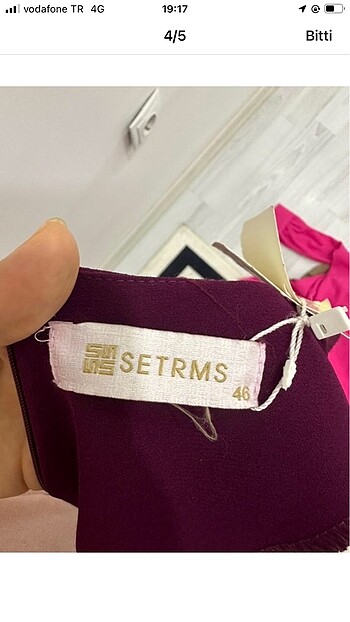 vodafone TR 4G 19:17
4/5 Bitti
SETRMS
46